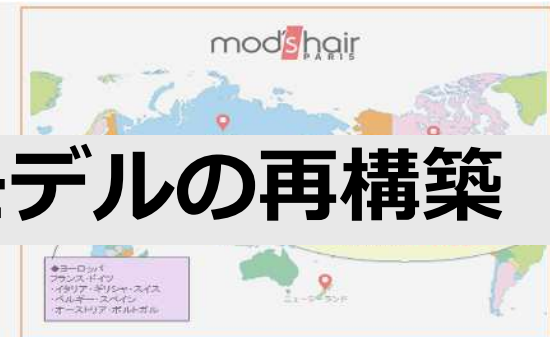 mod's hair
PARIS
モデルの再構築
◆ヨーロッパ
フランス・ドイツ
・イタリア・ギリシャ・スイス
・ベルギー・スペイン
・オーストリア・ポルトガル
ニュージーランド